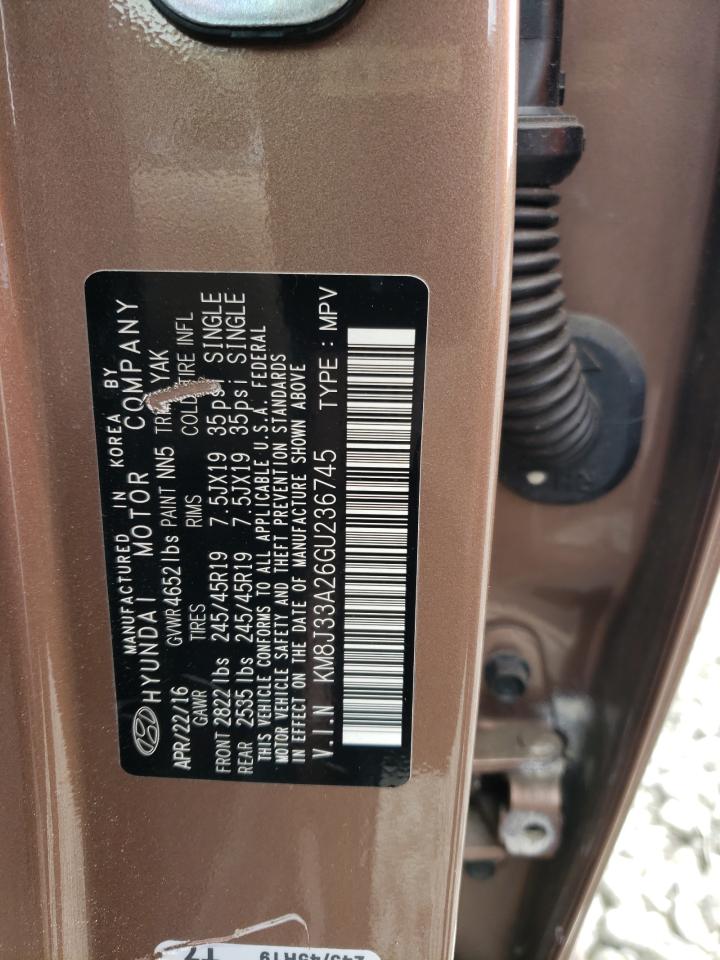 MANUFACTURED IN KOREA BY
HYUNDAI MOTOR COMPANY
APR/22/16 GVWR 4652 lbs PAINT NN5 YAK
GAWR TIRES RIMS COLD TIRE INFL
FRONT 2822 lbs 245/45R19 7.5JX19 35psi SINGLE
REAR 2535 lbs 245/45R19 7.5JX19 35psi SINGLE
THIS VEHICLE CONFORMS TO ALL APPLICABLE U.S.A. FEDERAL
MOTOR VEHICLE SAFETY AND THEFT PREVENTION STANDARDS
IN EFFECT ON THE DATE OF MANUFACTURE SHOWN ABOVE
V.I.N KM8J33A26GU236745 TYPE : MPV
245/45R19